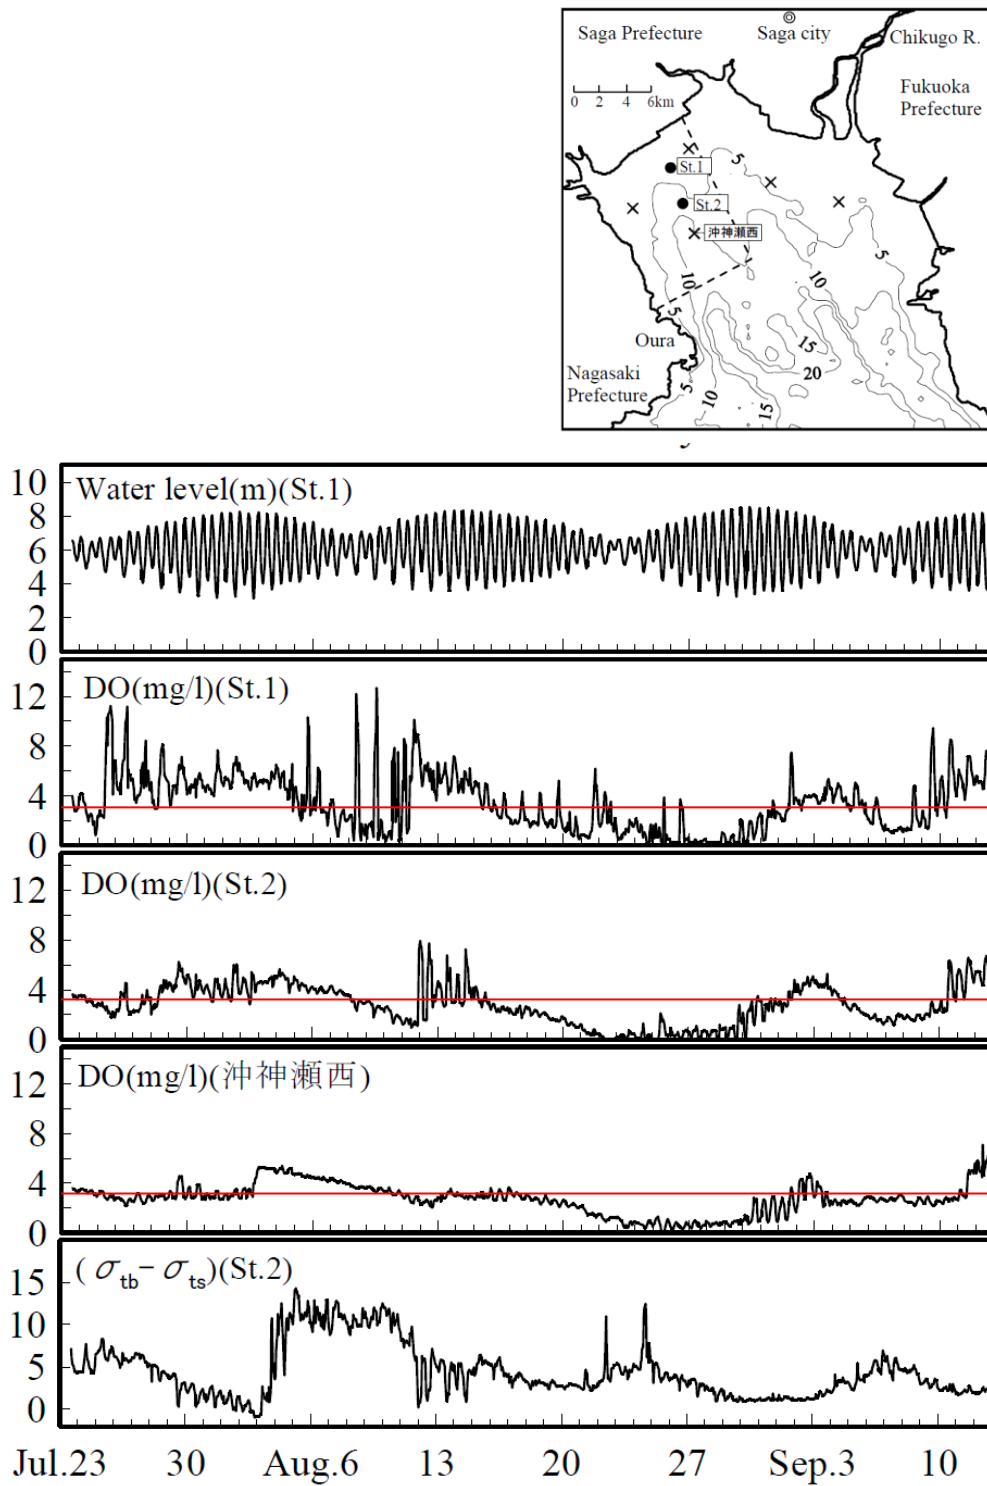 Saga Prefecture
Saga city
Chikugo R.
Fukuoka
Prefecture
0 2 4 6km
St.1
St.2
沖神瀬西
5
5
10
10
5
15
20
5
10
15
Oura
Nagasaki
Prefecture
Water level(m)(St.1)
10
8
6
4
2
0
DO(mg/l)(St.1)
12
8
4
0
DO(mg/l)(St.2)
12
8
4
0
DO(mg/l)(沖神瀬西)
12
8
4
0
(σtb−σts)(St.2)
15
10
5
0
Jul.23 30 Aug.6 13 20 27 Sep.3 10